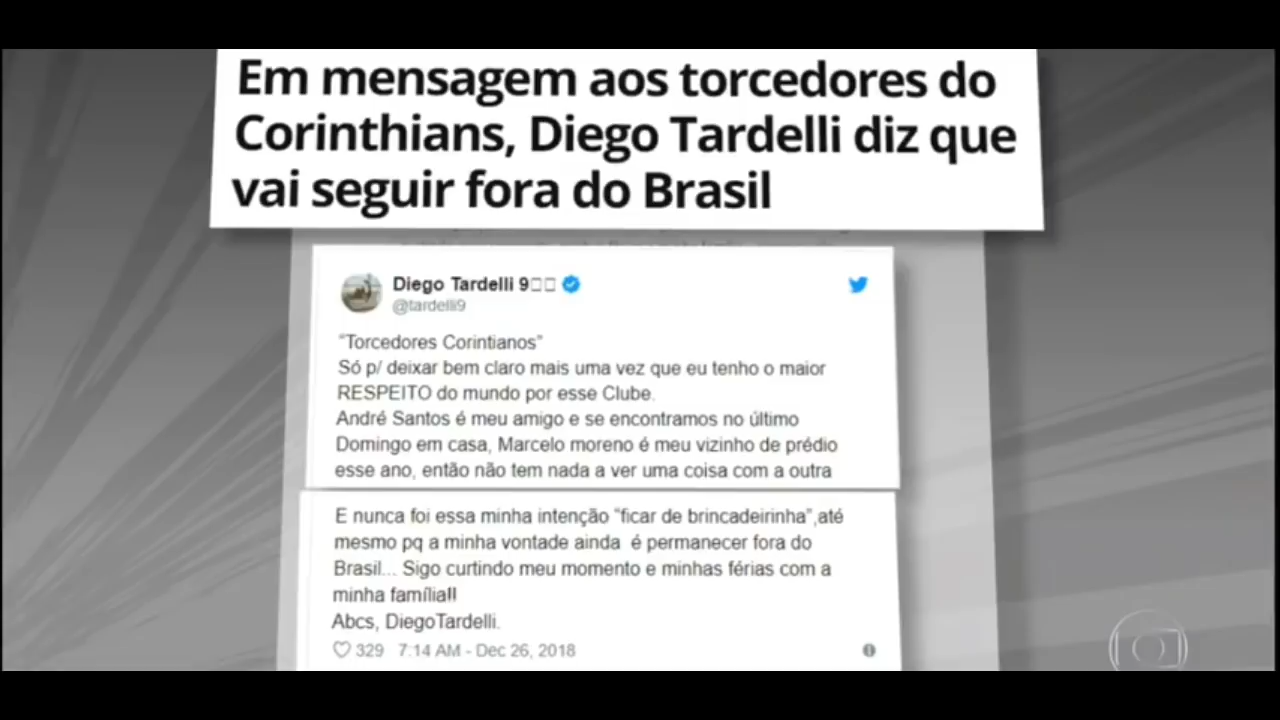 Em mensagem aos torcedores do
Corinthians, Diego Tardelli diz que
vai seguir fora do Brasil
Diego Tardelli 9
@tardelli9
"Torcedores Corintianos"
Só p/ deixar bem claro mais uma vez que eu tenho o maior
RESPEITO do mundo por esse Clube.
André Santos é meu amigo e se encontramos no último
Domingo em casa, Marcelo moreno é meu vizinho de prédio
esse ano, então não tem nada a ver uma coisa com a outra
E nunca foi essa minha intenção "ficar de brincadeirinha",até
mesmo pq a minha vontade ainda é permanecer fora do
Brasil... Sigo curtindo meu momento e minhas férias com a
minha família!!
Abcs, DiegoTardelli.
329 7:14 AM - Dec 26, 2018